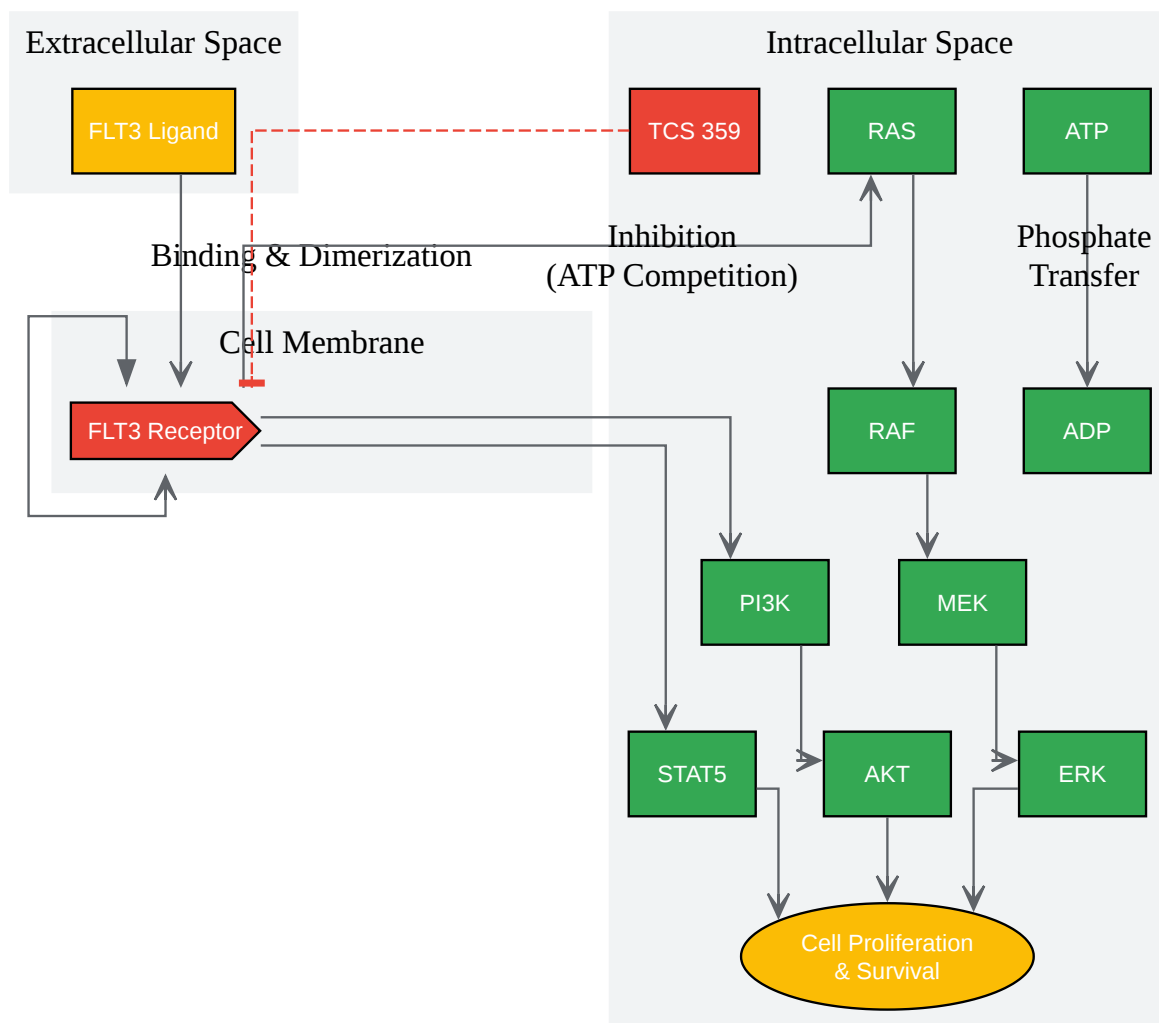 Extracellular Space
Intracellular Space
FLT3 Ligand
TCS 359
RAS
ATP
Binding & Dimerization
Inhibition
(ATP Competition)
Phosphate
Transfer
Cell Membrane
FLT3 Receptor
RAF
ADP
PI3K
MEK
STAT5
AKT
ERK
Cell Proliferation
& Survival